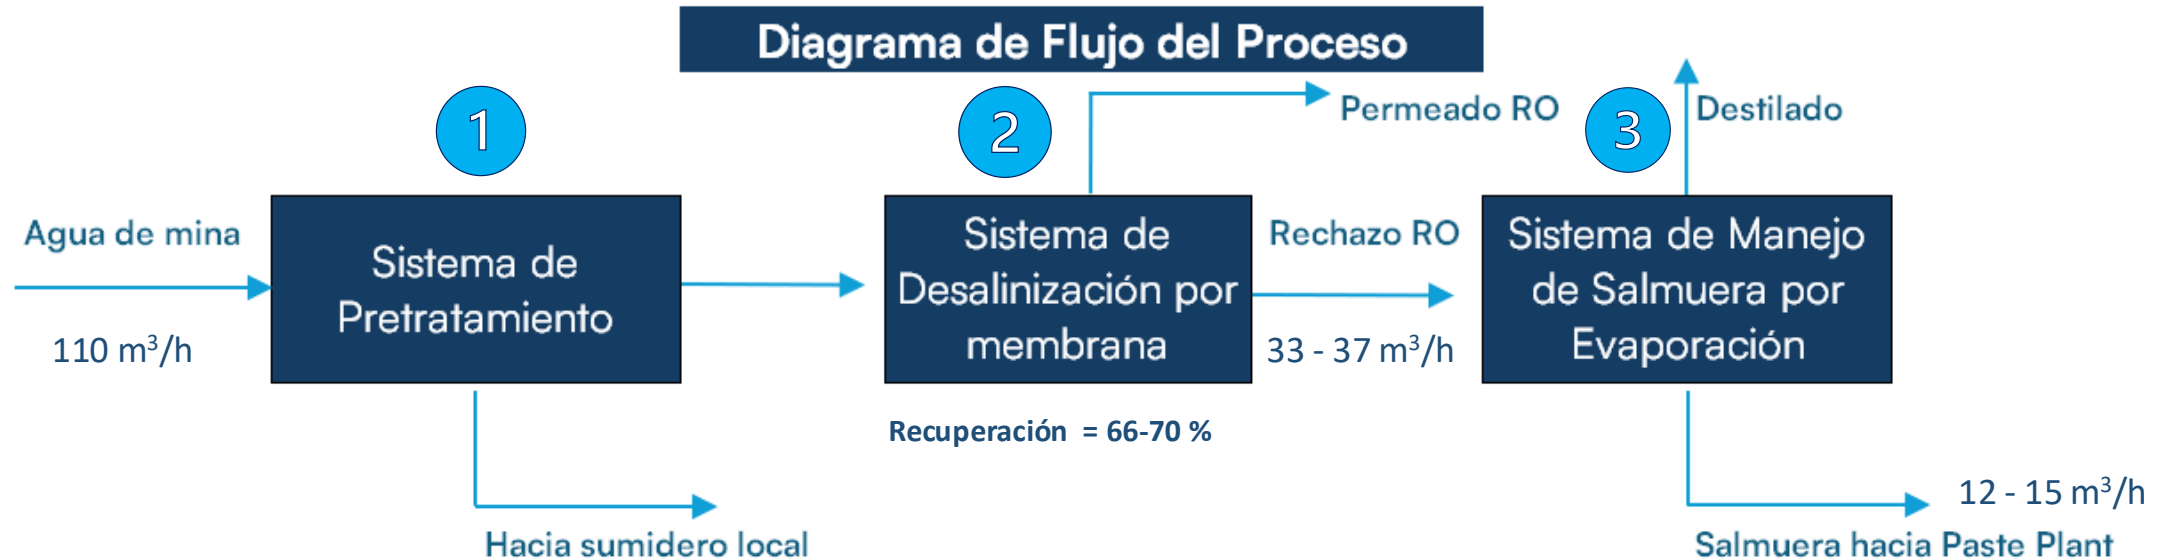 Diagrama de Flujo del Proceso
1
2
3
Permeado RO
Destilado
Agua de mina
110 m³/h
Sistema de
Pretratamiento
Hacia sumidero local
Sistema de
Desalinización por
membrana
Recuperación = 66-70 %
Rechazo RO
33 - 37 m³/h
Sistema de Manejo
de Salmuera por
Evaporación
12 - 15 m³/h
Salmuera hacia Paste Plant